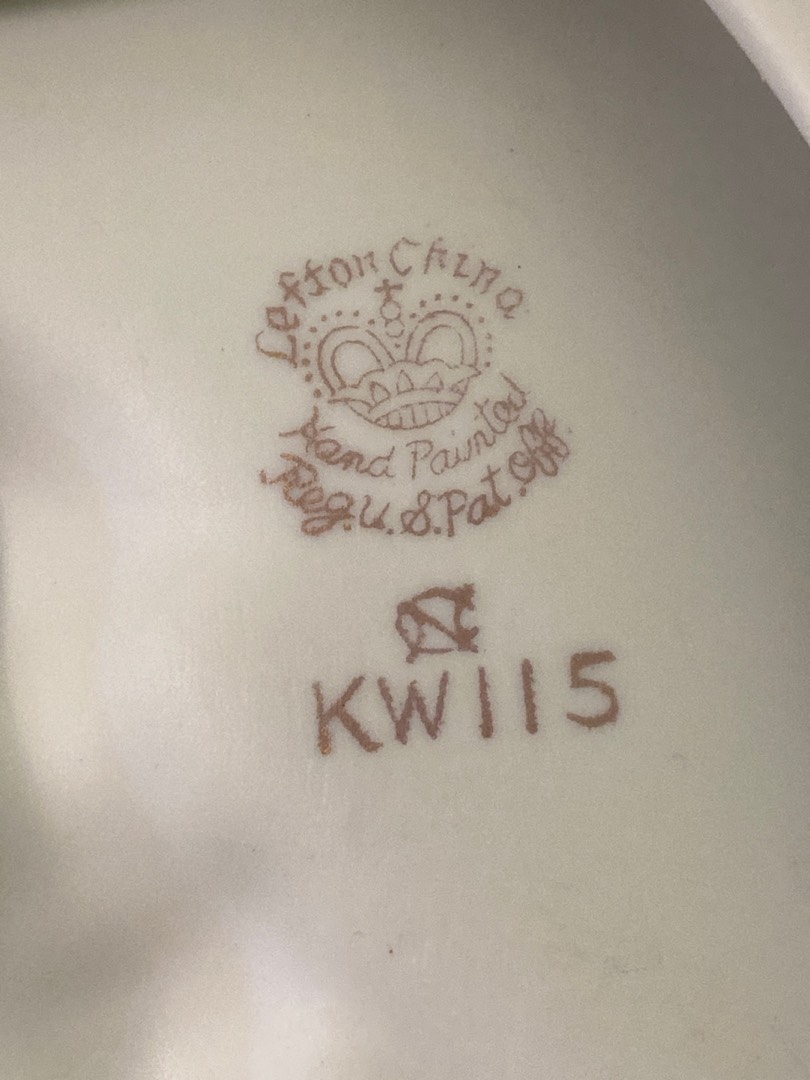 Lefton China
Hand Painted
Reg. U. S. Pat. Off.
KW115